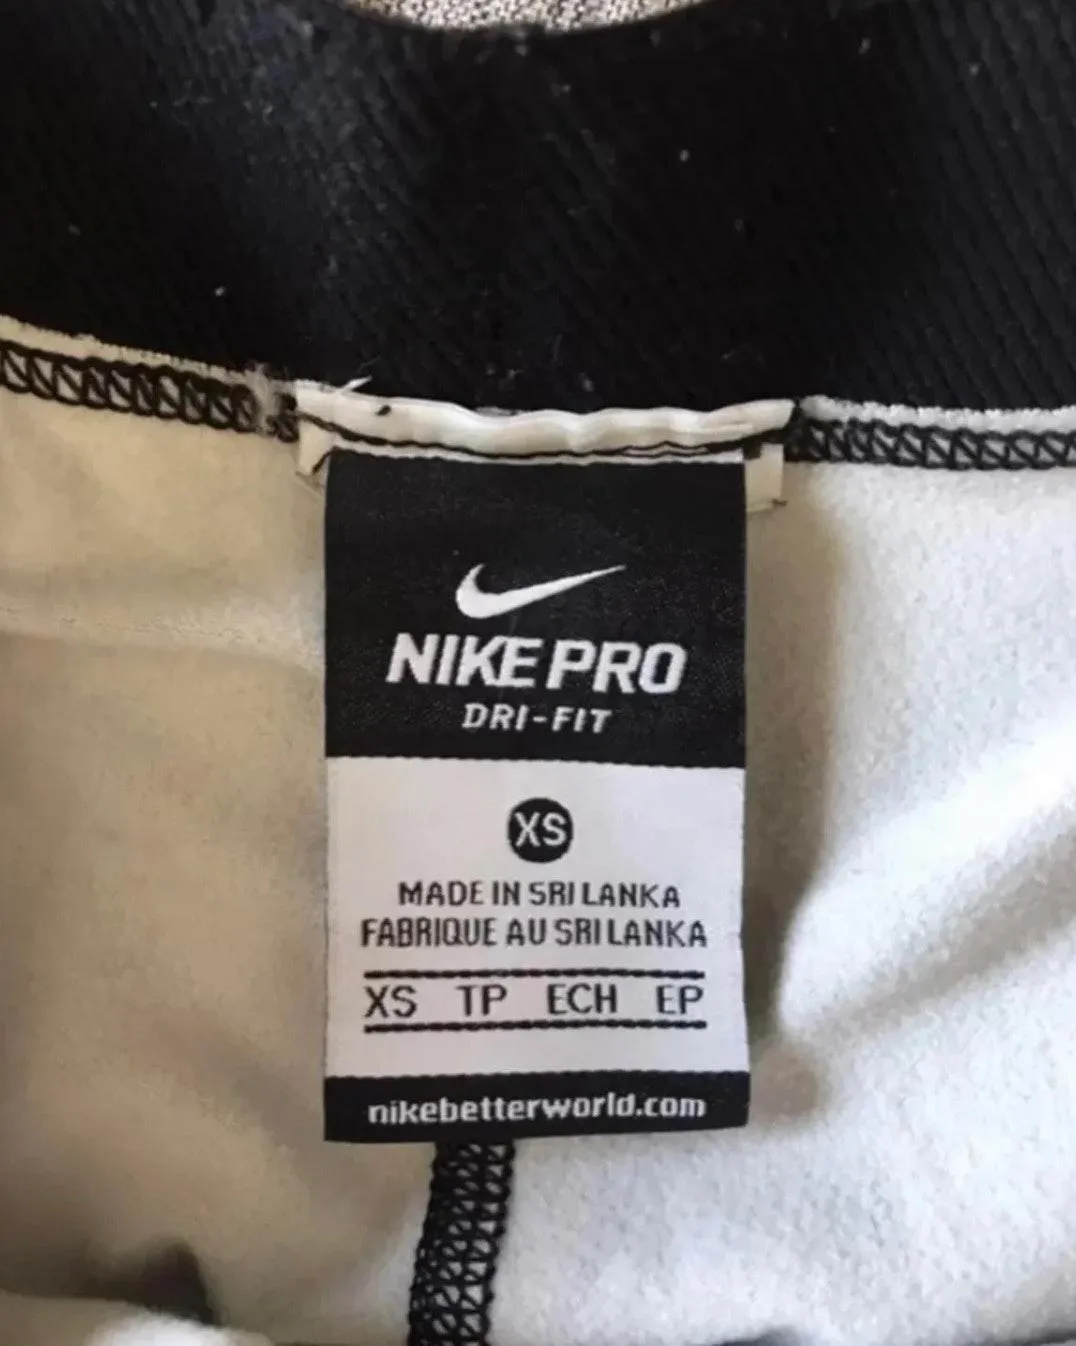 NIKE PRO
DRI-FIT
XS
MADE IN SRI LANKA
FABRIQUE AU SRI LANKA
XS TP ECH EP
nikebetterworld.com